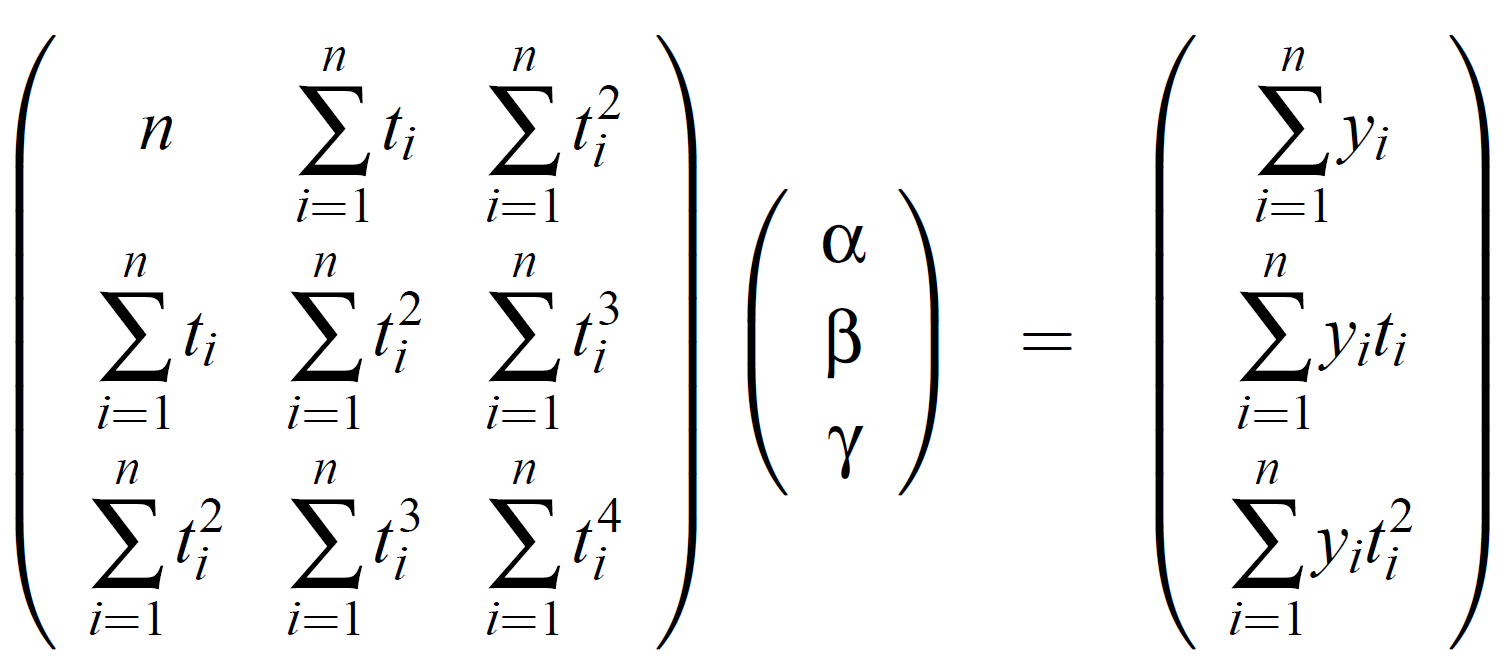 n ∑_{i=1}^{n} t_i ∑_{i=1}^{n} t_i^2
∑_{i=1}^{n} t_i ∑_{i=1}^{n} t_i^2 ∑_{i=1}^{n} t_i^3
∑_{i=1}^{n} t_i^2 ∑_{i=1}^{n} t_i^3 ∑_{i=1}^{n} t_i^4
α
β
γ
=
∑_{i=1}^{n} y_i
∑_{i=1}^{n} y_i t_i
∑_{i=1}^{n} y_i t_i^2